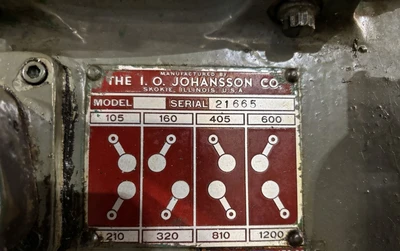 MANUFACTURED BY
THE I. O. JOHANSSON CO.
SKOKIE, ILLINOIS, U.S.A
MODEL SERIAL 21665
105 160 405 600
210 320 810 1200